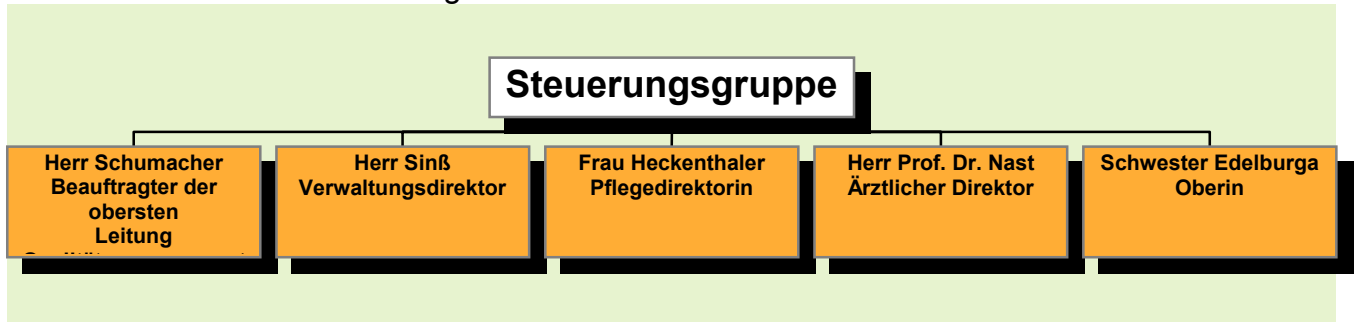 Steuerungsgruppe
Herr Schumacher
Beauftragter der
obersten
Leitung
Herr Sinß
Verwaltungsdirektor
Frau Heckenthaler
Pflegedirektorin
Herr Prof. Dr. Nast
Ärztlicher Direktor
Schwester Edelburga
Oberin